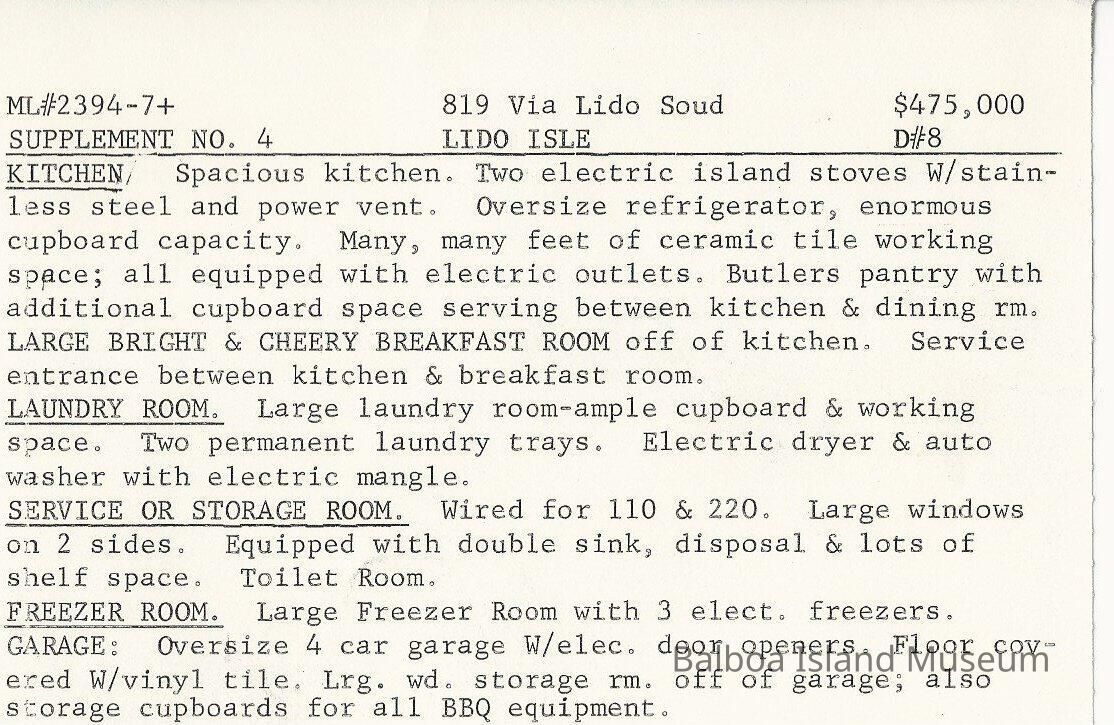 ML#2394-7+ 819 Via Lido Soud $475,000
SUPPLEMENT NO. 4 LIDO ISLE D#8
KITCHEN, Spacious kitchen. Two electric island stoves W/stain-
less steel and power vent. Oversize refrigerator, enormous
cupboard capacity. Many, many feet of ceramic tile working
space; all equipped with electric outlets. Butlers pantry with
additional cupboard space serving between kitchen & dining rm.
LARGE BRIGHT & CHEERY BREAKFAST ROOM off of kitchen. Service
entrance between kitchen & breakfast room.
LAUNDRY ROOM. Large laundry room-ample cupboard & working
space. Two permanent laundry trays. Electric dryer & auto
washer with electric mangle.
SERVICE OR STORAGE ROOM. Wired for 110 & 220. Large windows
on 2 sides. Equipped with double sink, disposal & lots of
shelf space. Toilet Room.
FREEZER ROOM. Large Freezer Room with 3 elect. freezers.
GARAGE: Oversize 4 car garage W/elec. door openers. Floor cov-
Balboa Island Museum
ered W/vinyl tile. Lrg. wd. storage rm. off of garage; also
storage cupboards for all BBQ equipment.